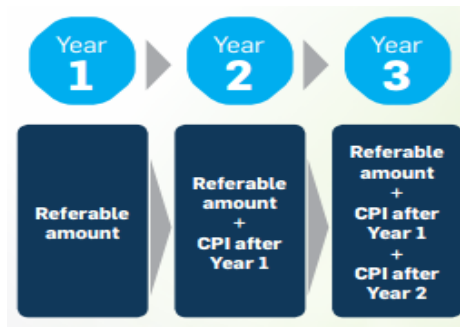 Year
1
Year
2
Year
3
Referable
amount
Referable
amount
+
CPI after
Year 1
Referable
amount
+
CPI after
Year 1
+
CPI after
Year 2